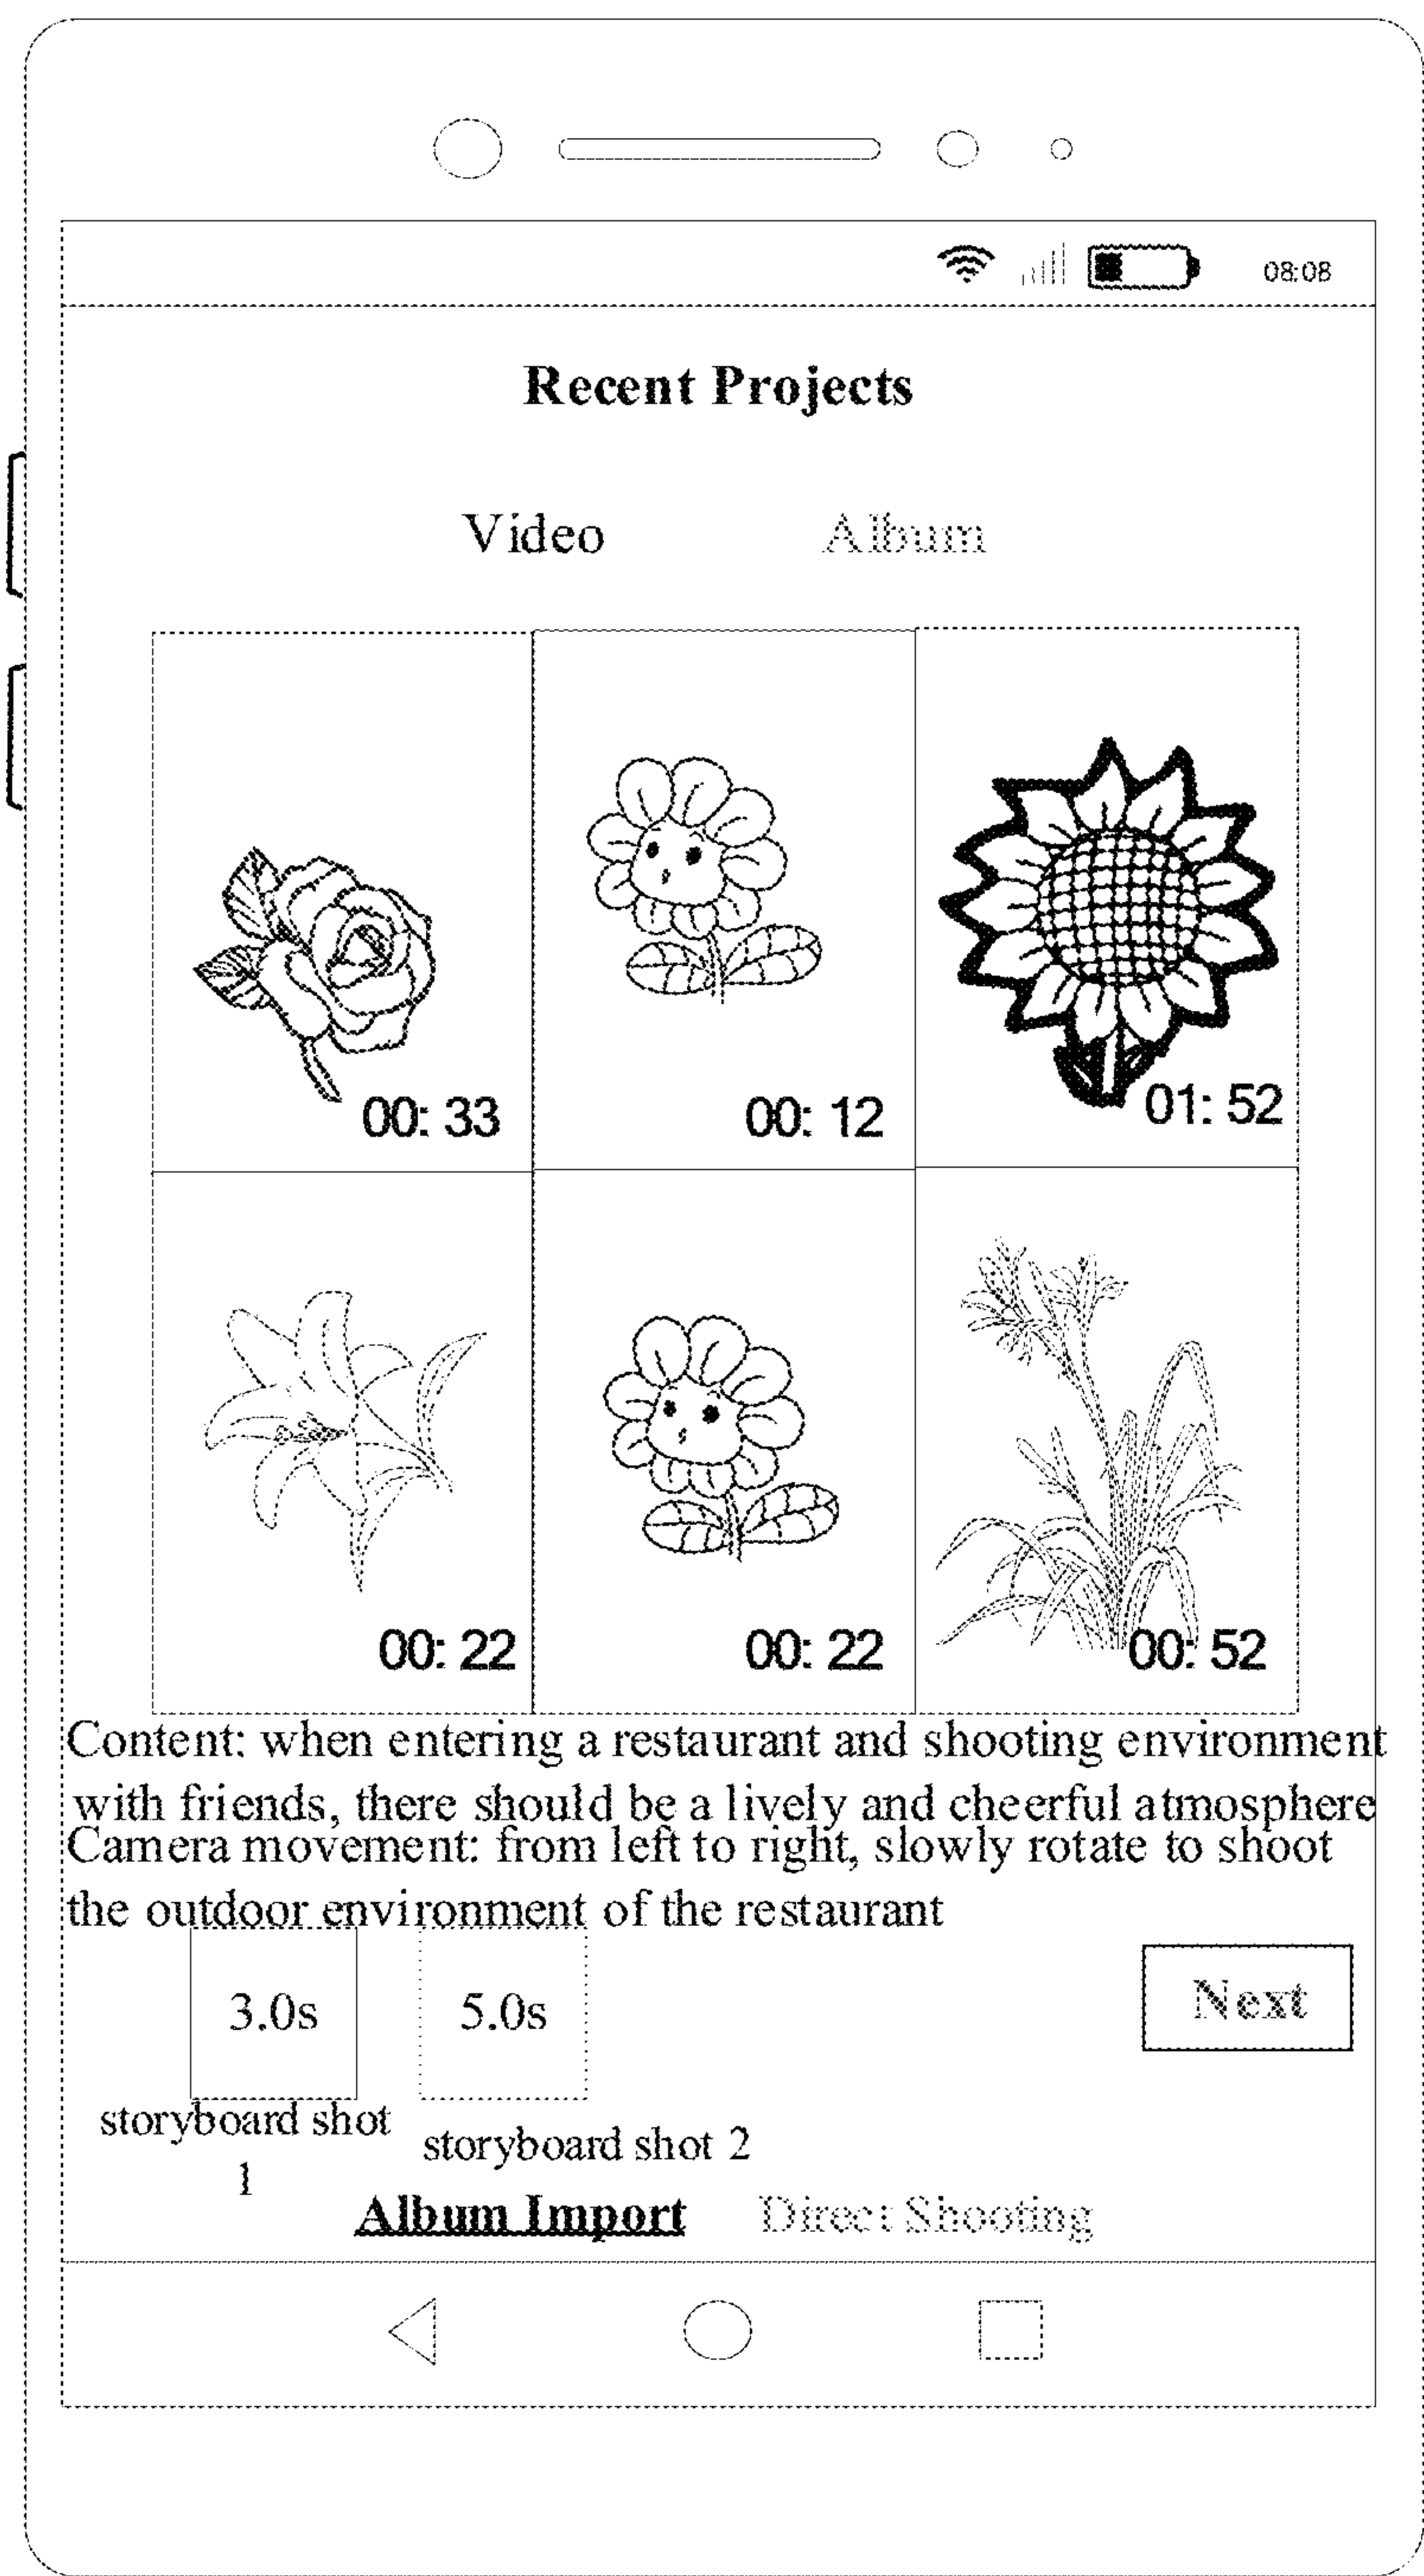 08:08
Recent Projects
Video Album
00: 33 00: 12 01: 52
00: 22 00: 22 00: 52
Content: when entering a restaurant and shooting environment
with friends, there should be a lively and cheerful atmosphere
Camera movement: from left to right, slowly rotate to shoot
the outdoor environment of the restaurant
3.0s 5.0s Next
storyboard shot
1
storyboard shot 2
Album Import Direct Shooting